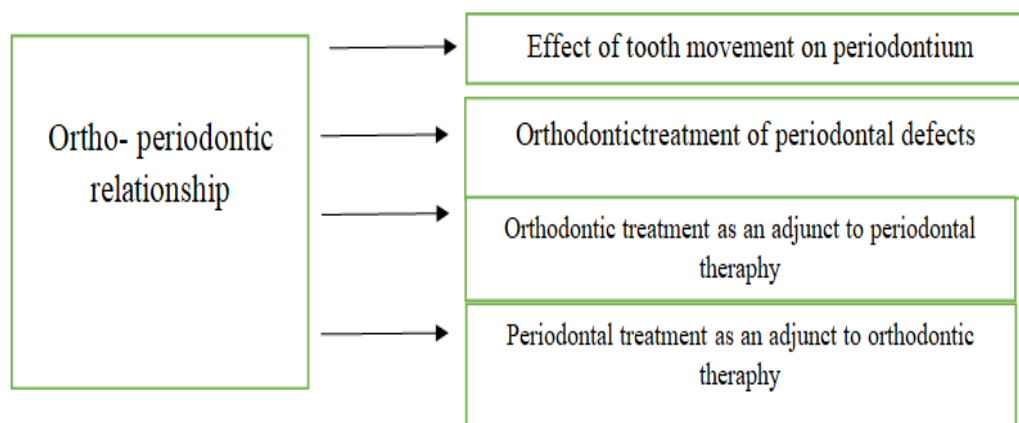 Ortho- periodontic
relationship
Effect of tooth movement on periodontium
Orthodontictreatment of periodontal defects
Orthodontic treatment as an adjunct to periodontal
theraphy
Periodontal treatment as an adjunct to orthodontic
theraphy